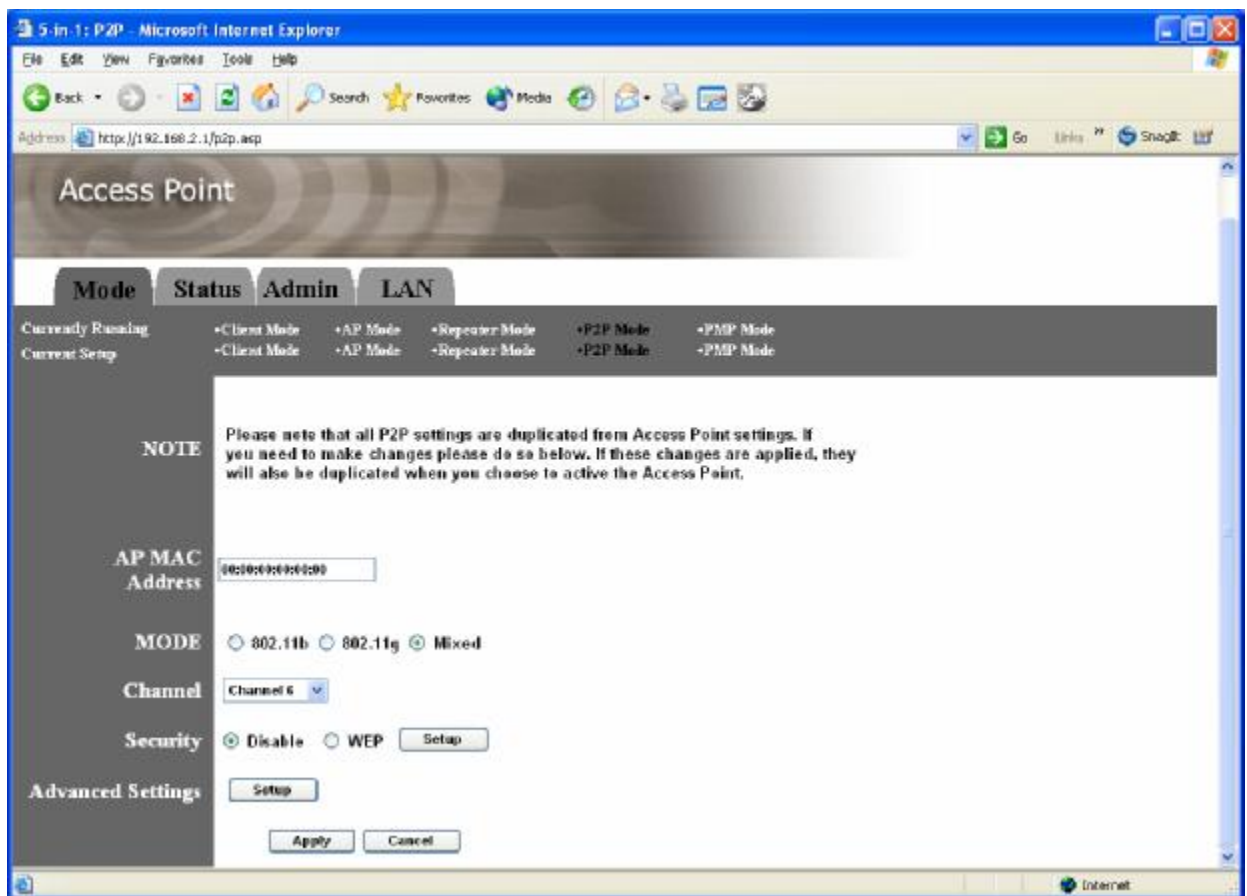 5-in-1: P2P - Microsoft Internet Explorer
File Edit View Favorites Tools Help
Back Search Favorites Media
Address http://192.168.2.1/p2p.asp Go Links » SnagIt
Access Point
Mode Status Admin LAN
Currently Running •Client Mode •AP Mode •Repeater Mode •P2P Mode •PMP Mode
Current Setup •Client Mode •AP Mode •Repeater Mode •P2P Mode •PMP Mode
NOTE
Please note that all P2P settings are duplicated from Access Point settings. If
you need to make changes please do so below. If these changes are applied, they
will also be duplicated when you choose to active the Access Point.
AP MAC
Address
00:00:00:00:00:00
MODE 802.11b 802.11g Mixed
Channel Channel 6
Security Disable WEP Setup
Advanced Settings Setup
Apply Cancel
Internet